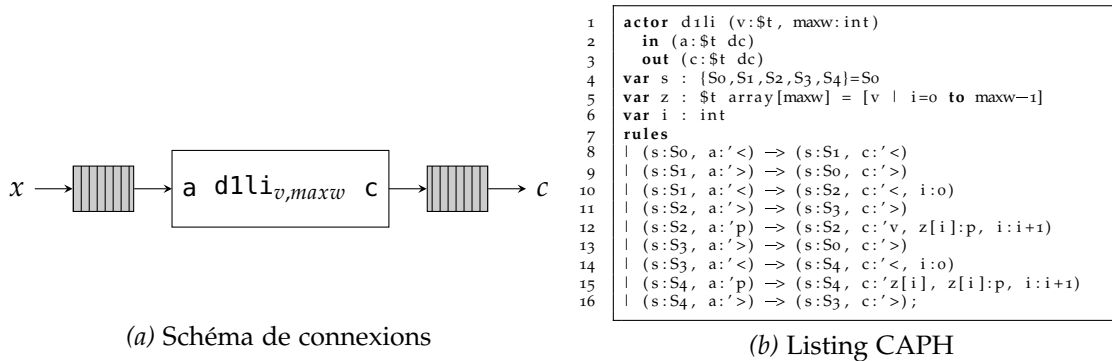 x a d1li_{v,maxw} c c
(a) Schéma de connexions
1 actor d1li (v:$t, maxw:int)
2 in (a:$t dc)
3 out (c:$t dc)
4 var s : {S0,S1,S2,S3,S4}=S0
5 var z : $t array[maxw] = [v | i=0 to maxw−1]
6 var i : int
7 rules
8 | (s:S0, a:'<) −> (s:S1, c:'<)
9 | (s:S1, a:'>) −> (s:S0, c:'>)
10 | (s:S1, a:'<) −> (s:S2, c:'<, i:0)
11 | (s:S2, a:'>) −> (s:S3, c:'>)
12 | (s:S2, a:'p) −> (s:S2, c:'v, z[i]:p, i:i+1)
13 | (s:S3, a:'>) −> (s:S0, c:'>)
14 | (s:S3, a:'<) −> (s:S4, c:'<, i:0)
15 | (s:S4, a:'p) −> (s:S4, c:'z[i], z[i]:p, i:i+1)
16 | (s:S4, a:'>) −> (s:S3, c:'>);
(b) Listing CAPH